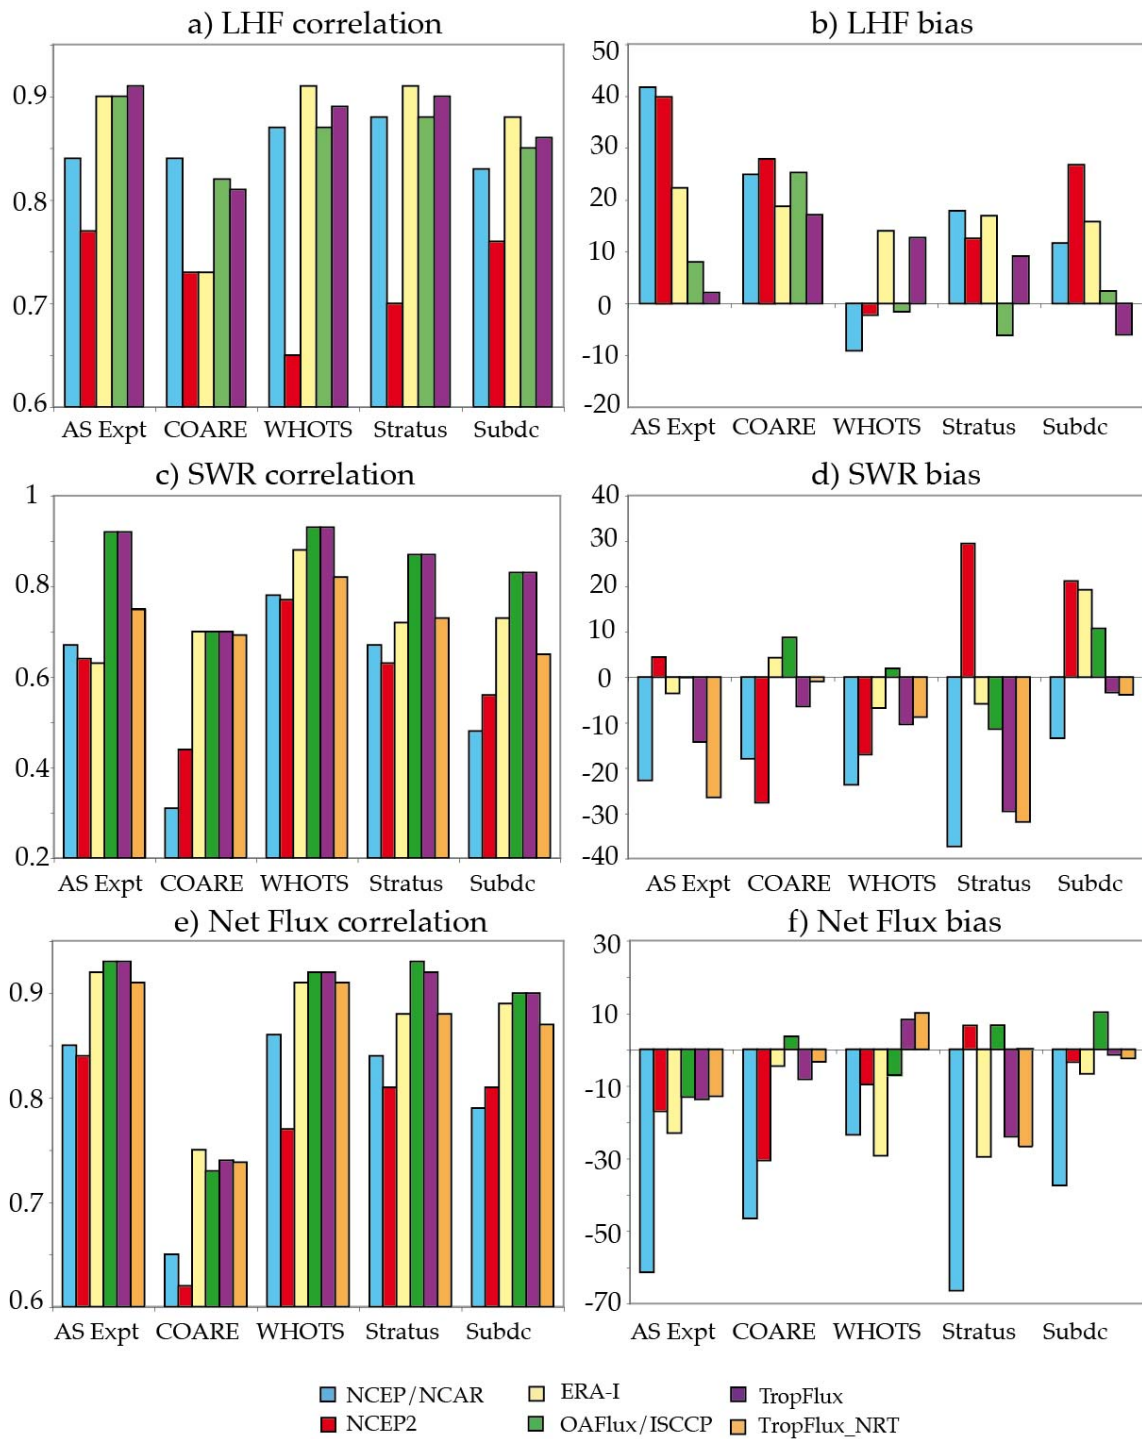 a) LHF correlation
0.9
0.8
0.7
0.6
AS Expt COARE WHOTS Stratus Subdc
b) LHF bias
50
40
30
20
10
0
-10
-20
AS Expt COARE WHOTS Stratus Subdc
c) SWR correlation
1
0.8
0.6
0.4
0.2
AS Expt COARE WHOTS Stratus Subdc
d) SWR bias
40
30
20
10
0
-10
-20
-30
-40
AS Expt COARE WHOTS Stratus Subdc
e) Net Flux correlation
0.9
0.8
0.7
0.6
AS Expt COARE WHOTS Stratus Subdc
f) Net Flux bias
30
10
-10
-30
-50
-70
AS Expt COARE WHOTS Stratus Subdc
NCEP/NCAR ERA-I TropFlux
NCEP2 OAFlux/ISCCP TropFlux_NRT